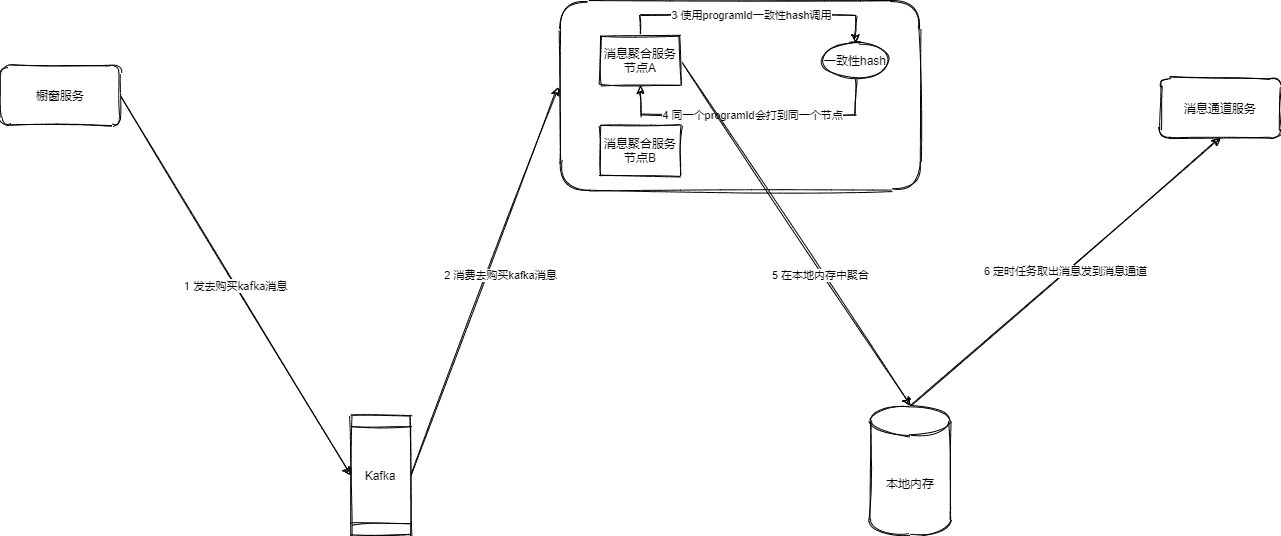 3 使用programId一致性hash调用
消息聚合服务
节点A
一致性hash
橱窗服务
消息通道服务
4 同一个programId会打到同一个节点
消息聚合服务
节点B
2 消费去购买kafka消息
5 在本地内存中聚合
6 定时任务取出消息发到消息通道
1 发去购买kafka消息
Kafka
本地内存